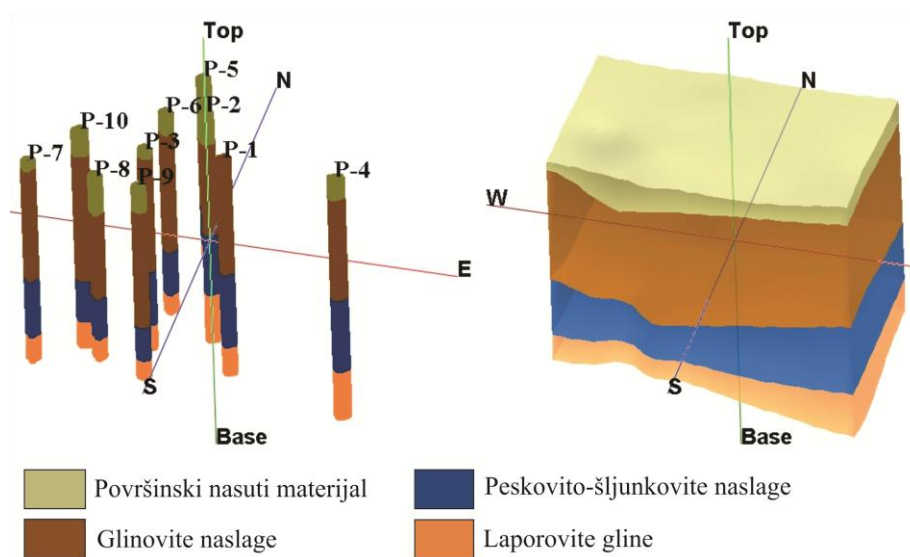 Top
N
P-5
P-6
P-2
P-10
P-3
P-1
P-7
P-8
P-9
P-4
E
S
Base
Top
N
W
S
Base
Površinski nasuti materijal
Peskovito-šljunkovite naslage
Glinovite naslage
Laporovite gline